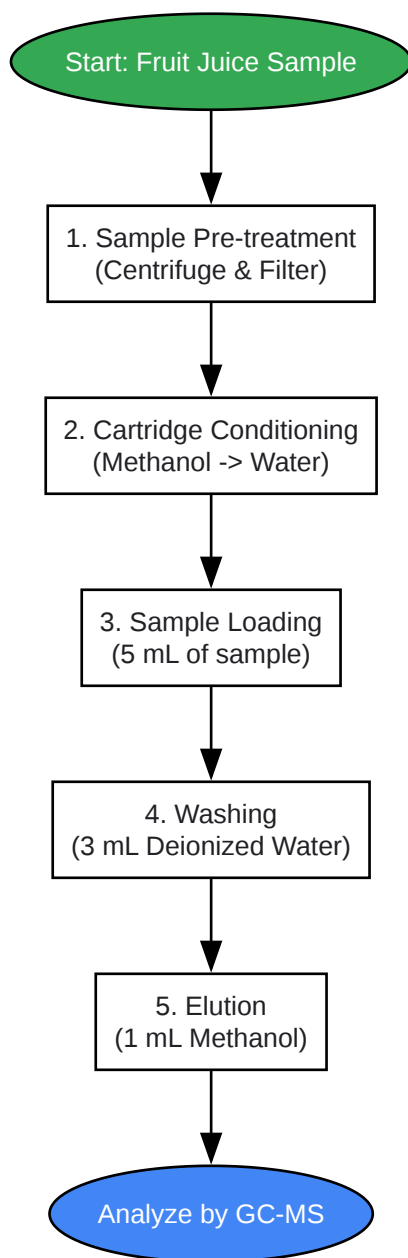 Start: Fruit Juice Sample
1. Sample Pre-treatment
(Centrifuge & Filter)
2. Cartridge Conditioning
(Methanol -> Water)
3. Sample Loading
(5 mL of sample)
4. Washing
(3 mL Deionized Water)
5. Elution
(1 mL Methanol)
Analyze by GC-MS